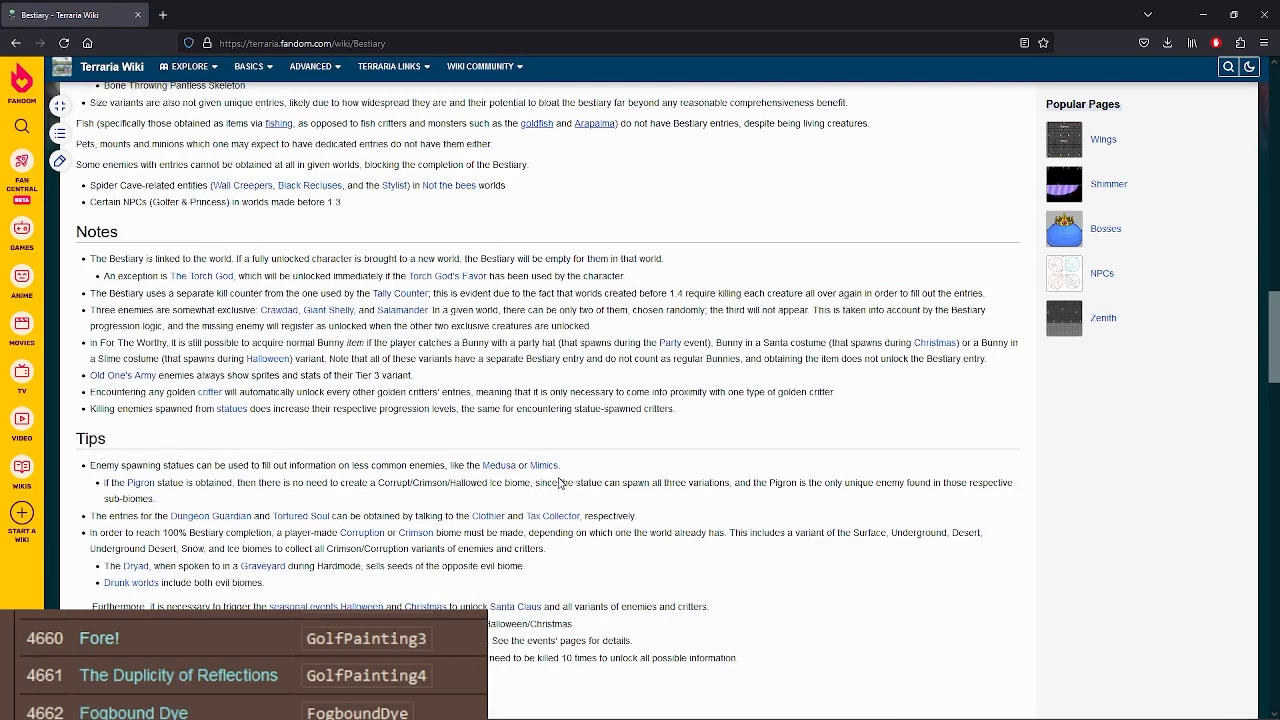 Bestiary - Terraria Wiki
https://terraria.fandom.com/wiki/Bestiary
FANDOM
FAN CENTRAL
BETA
GAMES
ANIME
MOVIES
TV
VIDEO
WIKIS
START A WIKI
Terraria Wiki
EXPLORE
BASICS
ADVANCED
TERRARIA LINKS
WIKI COMMUNITY
Bone Throwing Pantless Skeleton
Size variants are also not given unique entries, likely due to how widespread they are and their potential to bloat the bestiary far beyond any reasonable comprehensiveness benefit.
Fish (specifically those obtained as items via fishing, as opposed to fish critters and monsters such as the goldfish and Arapaima) do not have Bestiary entries, despite being living creatures.
Pets, mounts and minions which one may expect to have dedicated entries, do not have them either.
Some enemies with entries cannot be obtained at all in given worlds, preventing the completion of the Bestiary:
Spider Cave-related entities (Wall Creepers, Black Recluses, and the Stylist) in Not the bees worlds
Certain NPCs (Golfer & Princess) in worlds made before 1.3
Notes
The Bestiary is linked to the world. If a fully unlocked character is brought to a new world, the Bestiary will be empty for them in that world.
An exception is The Torch God, which will be unlocked immediately if the Torch God's Favor has been used by the character.
The Bestiary uses a separate kill counter from the one used by the Tally Counter; this is evident due to the fact that worlds created before 1.4 require killing each creature all over again in order to fill out the entries.
Three enemies are somewhat exclusive: Crawdad, Giant Shelly, and Salamander. In a given world, there can be only two of them, chosen randomly; the third will not appear. This is taken into account by the Bestiary
progression logic, and the missing enemy will register as unlocked when the other two exclusive creatures are unlocked.
in For The Worthy, it is still possible to acquire normal Bunnies if the player catches a Bunny with a party hat (that spawns during the Party event), Bunny in a Santa costume (that spawns during Christmas) or a Bunny in
a Slime costume (that spawns during Halloween) variant. Note that all of these variants have a separate Bestiary entry and do not count as regular Bunnies, and obtaining the item does not unlock the Bestiary entry.
Old One's Army enemies always show sprites and stats of their Tier 3 variant.
Encountering any golden critter will automatically unlock every other golden critters' entries, meaning that it is only necessary to come into proximity with one type of golden critter.
Killing enemies spawned from statues does increase their respective progression levels, the same for encountering statue-spawned critters.
Tips
Enemy spawning statues can be used to fill out information on less common enemies, like the Medusa or Mimics.
If the Pigron statue is obtained, then there is no need to create a Corrupt/Crimson/Hallowed Ice biome, since the statue can spawn all three variations, and the Pigron is the only unique enemy found in those respective
sub-biomes.
The entries for the Dungeon Guardian and Tortured Soul can be obtained by talking to the Clothier and Tax Collector, respectively.
In order to reach 100% Bestiary completion, a player-made Corruption or Crimson biome must be made, depending on which one the world already has. This includes a variant of the Surface, Underground, Desert,
Underground Desert, Snow, and Ice biomes to collect all Crimson/Corruption variants of enemies and critters.
The Dryad, when spoken to in a Graveyard during Hardmode, sells seeds of the opposite evil biome.
Drunk worlds include both evil biomes.
Furthermore, it is necessary to trigger the seasonal events Halloween and Christmas to unlock Santa Claus and all variants of enemies and critters.
Halloween/Christmas.
See the events' pages for details.
need to be killed 10 times to unlock all possible information.
4660 Fore! GolfPainting3
4661 The Duplicity of Reflections GolfPainting4
4662 Fogbound Dye FogboundDye
Popular Pages
Wings
Shimmer
Bosses
NPCs
Zenith